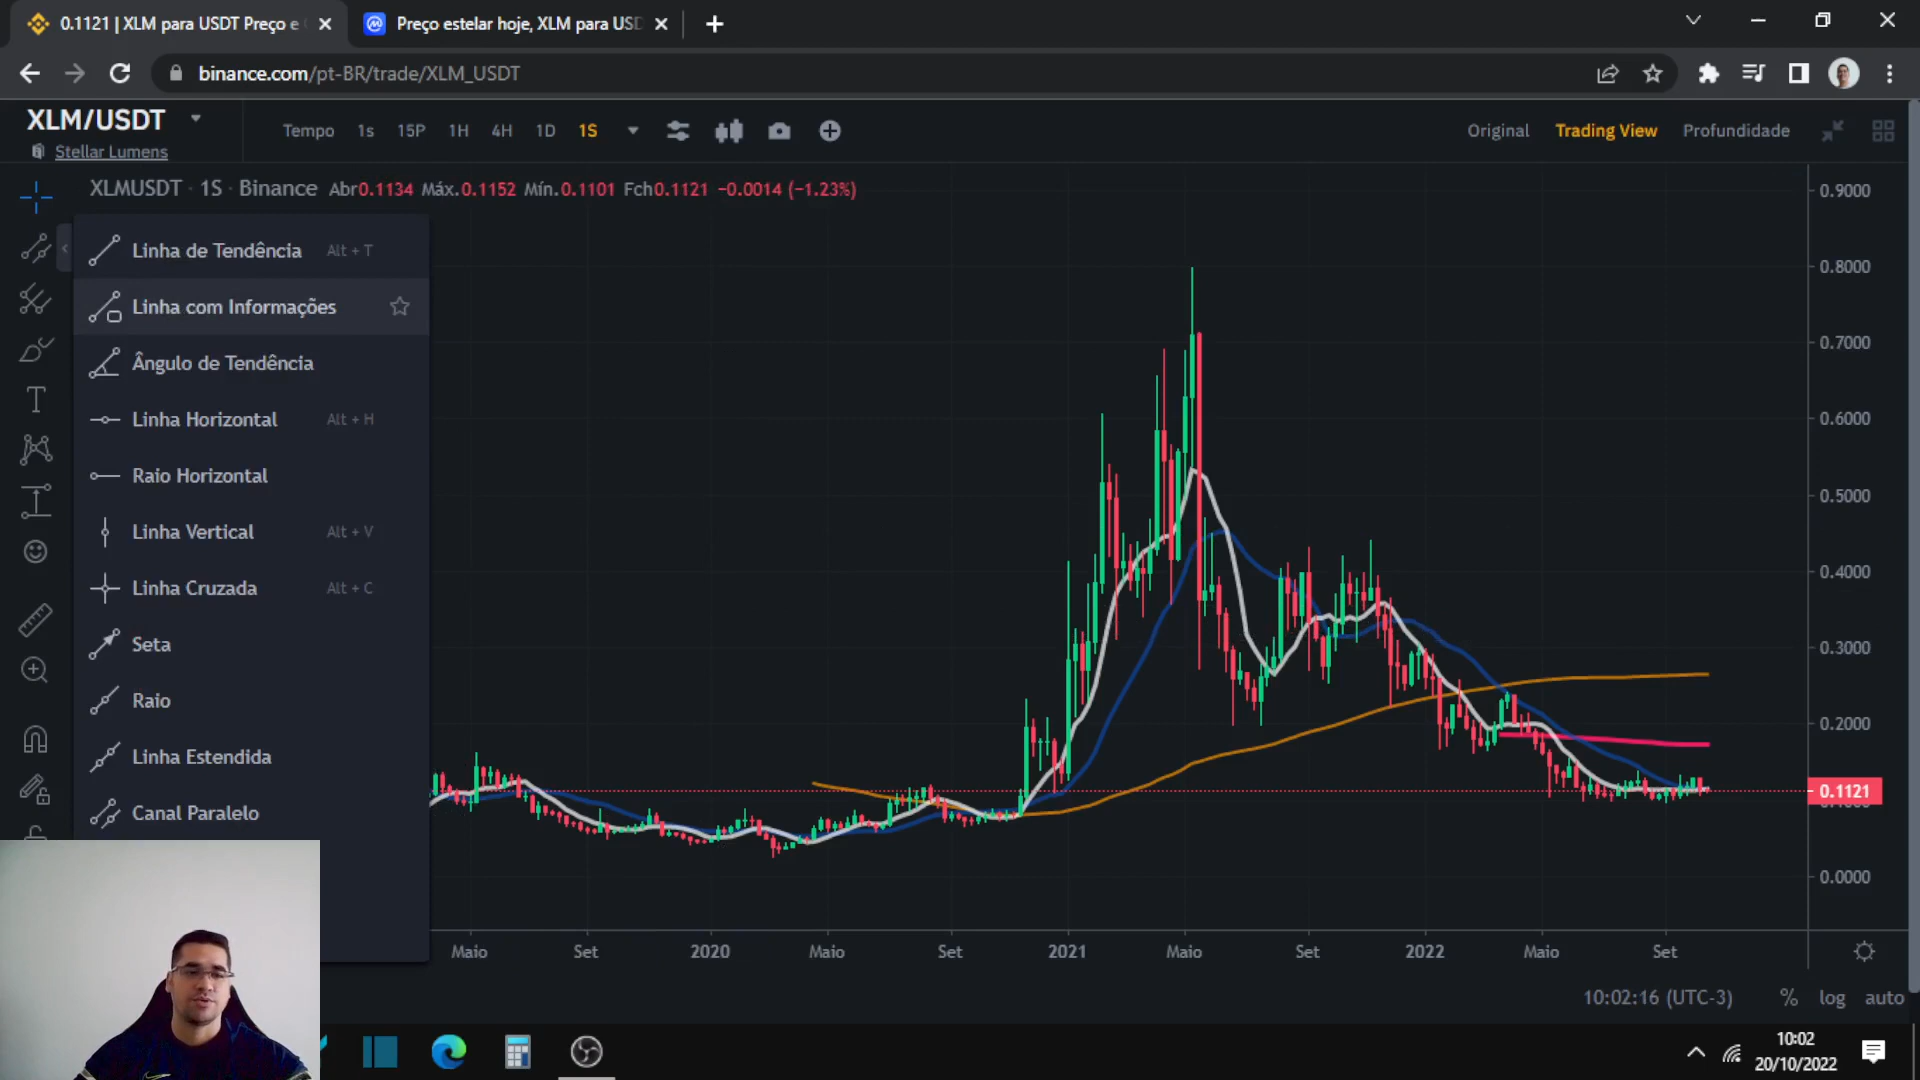 0.1121 | XLM para USDT Preço e
Preço estelar hoje, XLM para USD
binance.com/pt-BR/trade/XLM_USDT
XLM/USDT
Stellar Lumens
Tempo 1s 15P 1H 4H 1D 1S
Original Trading View Profundidade
XLMUSDT · 1S · Binance Abr0.1134 Máx.0.1152 Mín.0.1101 Fch0.1121 −0.0014 (−1.23%)
Linha de Tendência Alt + T
Linha com Informações
Ângulo de Tendência
Linha Horizontal Alt + H
Raio Horizontal
Linha Vertical Alt + V
Linha Cruzada Alt + C
Seta
Raio
Linha Estendida
Canal Paralelo
0.9000
0.8000
0.7000
0.6000
0.5000
0.4000
0.3000
0.2000
0.1121
0.0000
Maio Set 2020 Maio Set 2021 Maio Set 2022 Maio Set
10:02:16 (UTC-3) % log auto
10:02
20/10/2022